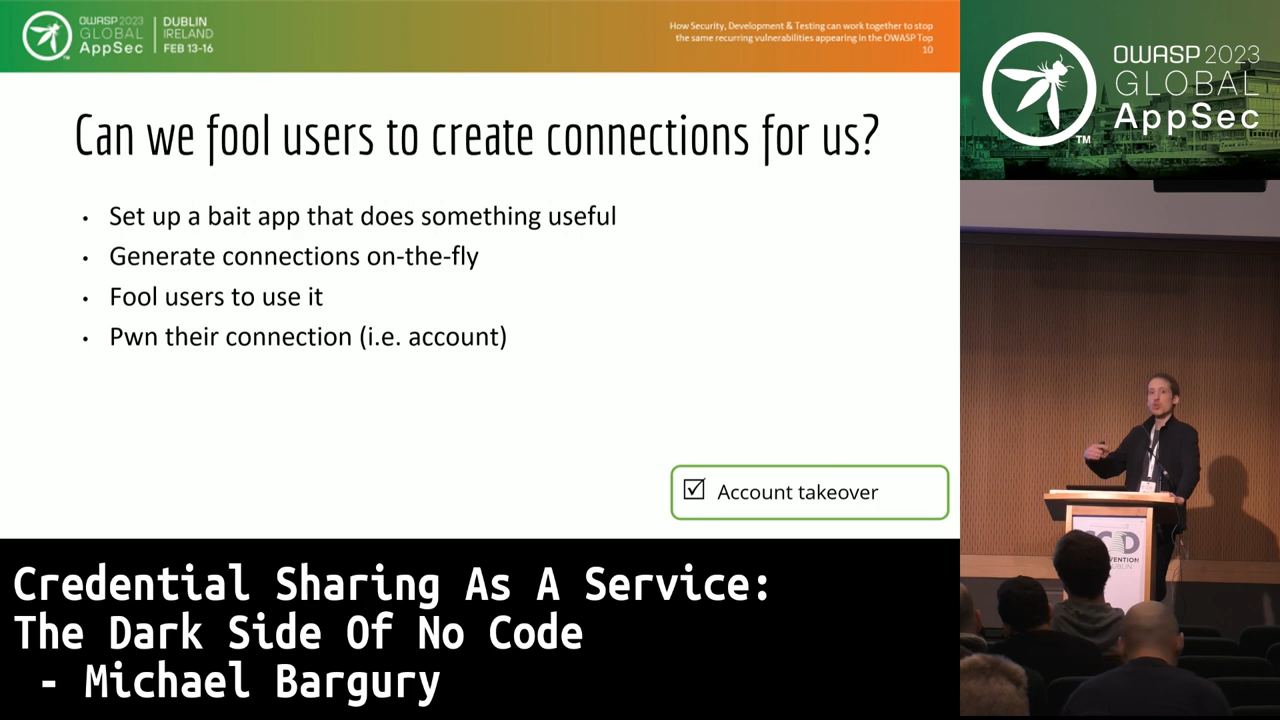 OWASP 2023
GLOBAL
AppSec
DUBLIN
IRELAND
FEB 13-16
TM
How Security, Development & Testing can work together to stop
the same recurring vulnerabilities appearing in the OWASP Top
10
Can we fool users to create connections for us?
• Set up a bait app that does something useful
• Generate connections on-the-fly
• Fool users to use it
• Pwn their connection (i.e. account)
☑ Account takeover
Credential Sharing As A Service:
The Dark Side Of No Code
- Michael Bargury
OWASP 2023
GLOBAL
AppSec
TM